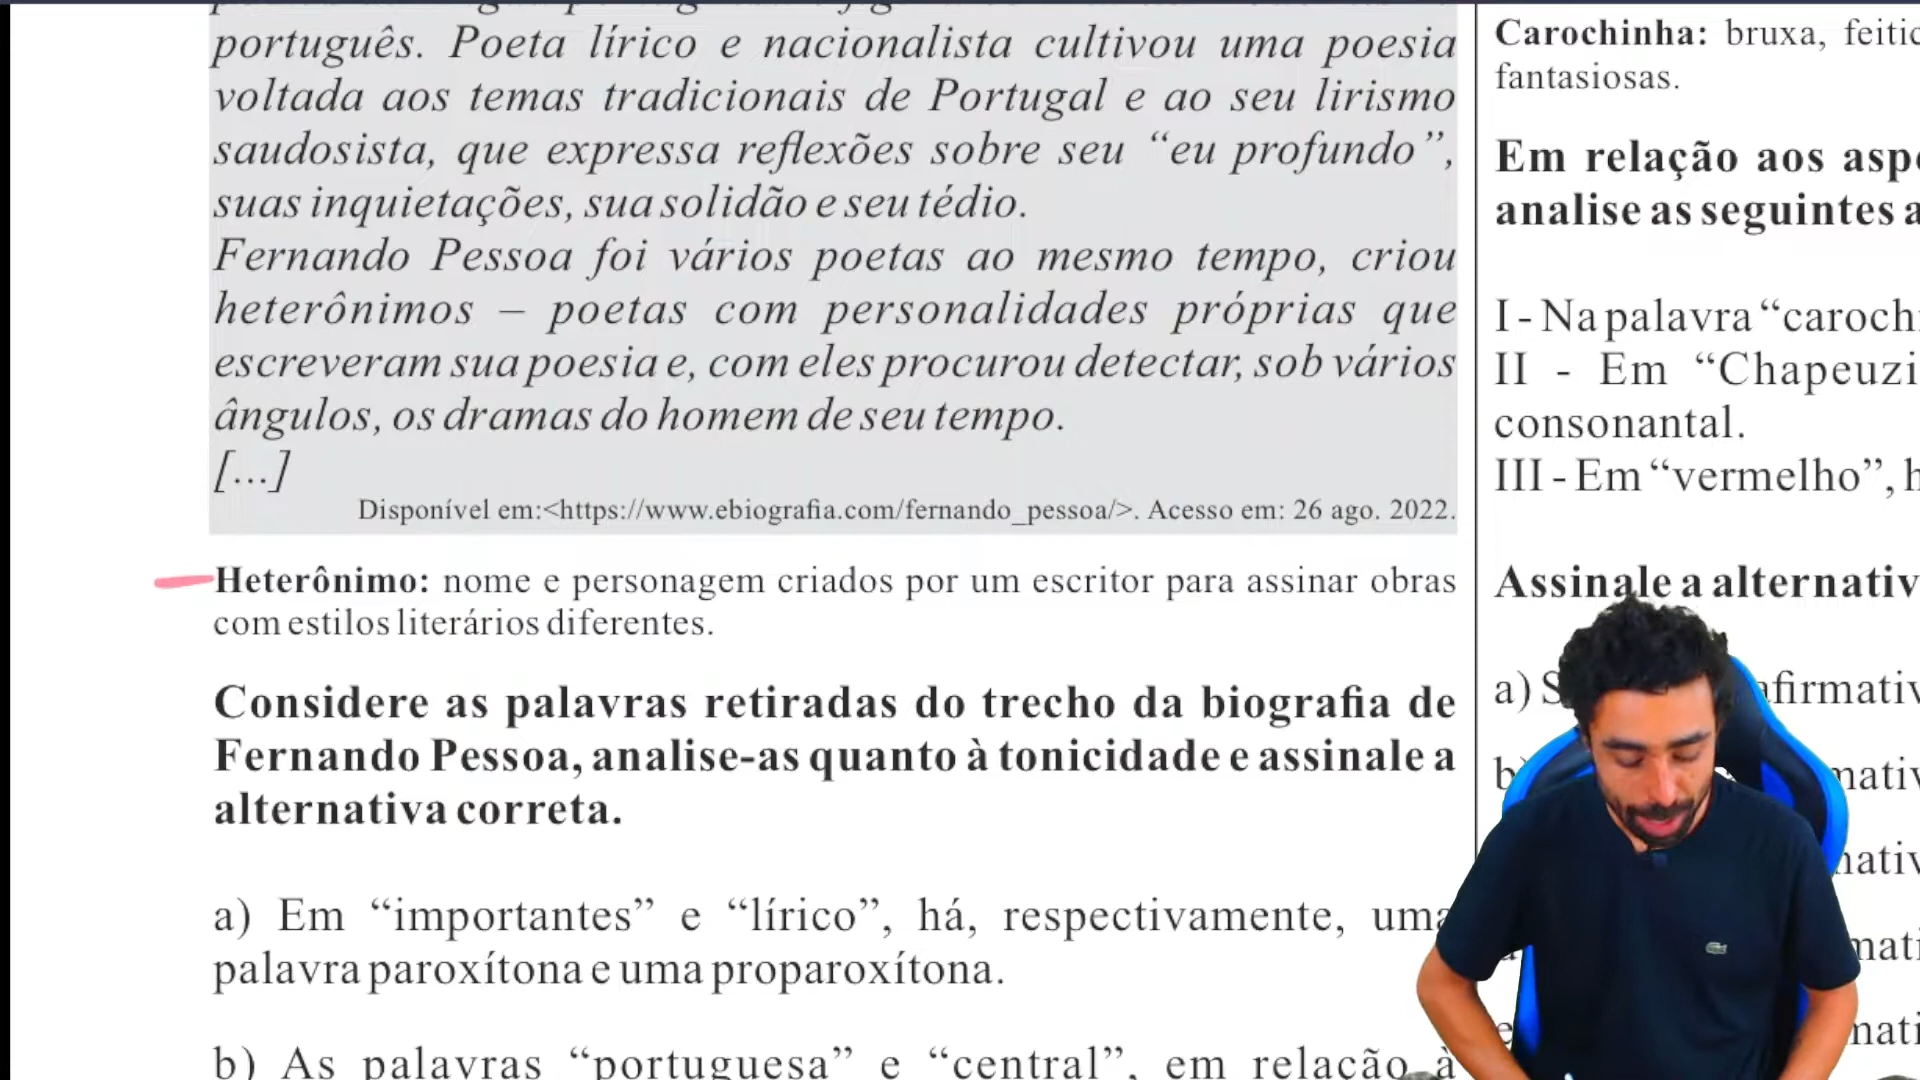 português. Poeta lírico e nacionalista cultivou uma poesia
voltada aos temas tradicionais de Portugal e ao seu lirismo
saudosista, que expressa reflexões sobre seu “eu profundo”,
suas inquietações, sua solidão e seu tédio.
Fernando Pessoa foi vários poetas ao mesmo tempo, criou
heterônimos – poetas com personalidades próprias que
escreveram sua poesia e, com eles procurou detectar, sob vários
ângulos, os dramas do homem de seu tempo.
[...]
Disponível em:<https://www.ebiografia.com/fernando_pessoa/>. Acesso em: 26 ago. 2022.
Heterônimo: nome e personagem criados por um escritor para assinar obras
com estilos literários diferentes.
Considere as palavras retiradas do trecho da biografia de
Fernando Pessoa, analise-as quanto à tonicidade e assinale a
alternativa correta.
a) Em “importantes” e “lírico”, há, respectivamente, uma
palavra paroxítona e uma proparoxítona.
b) As palavras “portuguesa” e “central”, em relação à
Carochinha: bruxa, feitic
fantasiosas.
Em relação aos aspe
analise as seguintes a
I - Na palavra “carochi
II - Em “Chapeuzi
consonantal.
III - Em “vermelho”, h
Assinale a alternativ
a) S afirmativ
b) mativ
mativ
mati
e mati